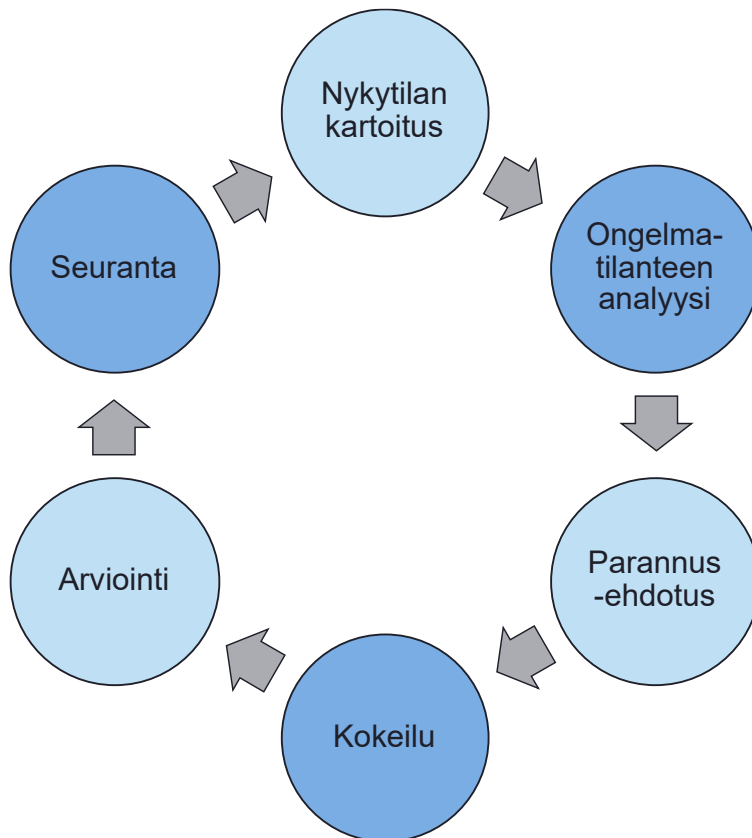 Nykytilan
kartoitus
Ongelma-
tilanteen
analyysi
Parannus
-ehdotus
Kokeilu
Arviointi
Seuranta